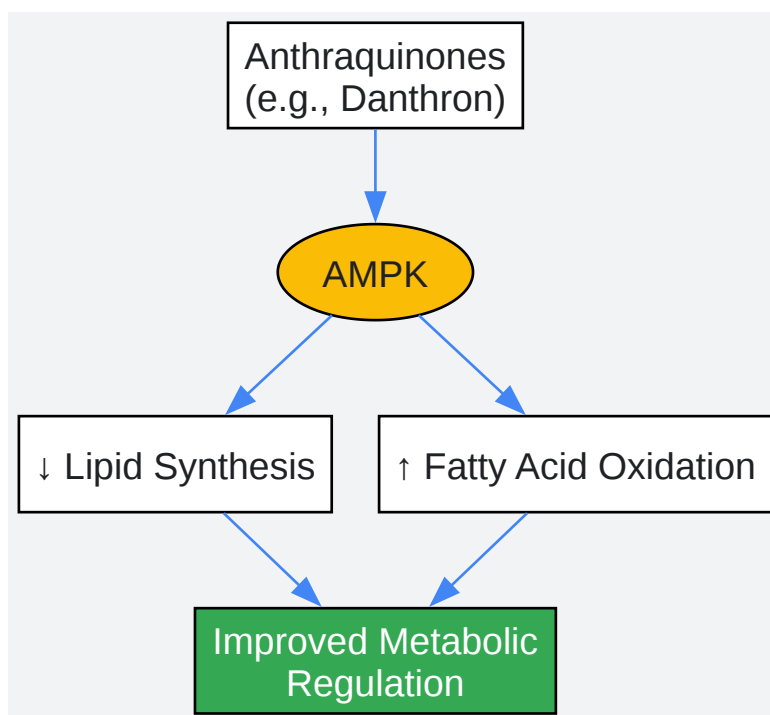 Anthraquinones
(e.g., Danthron)
AMPK
↓ Lipid Synthesis
↑ Fatty Acid Oxidation
Improved Metabolic
Regulation